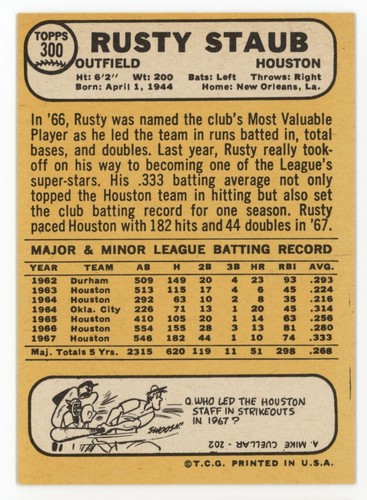 TOPPS
300
RUSTY STAUB
OUTFIELD HOUSTON
Ht: 6'2" Wt: 200 Bats: Left Throws: Right
Born: April 1, 1944 Home: New Orleans, La.
In '66, Rusty was named the club's Most Valuable
Player as he led the team in runs batted in, total
bases, and doubles. Last year, Rusty really took-
off on his way to becoming one of the League's
super-stars. His .333 batting average not only
topped the Houston team in hitting but also set
the club batting record for one season. Rusty
paced Houston with 182 hits and 44 doubles in '67.
MAJOR & MINOR LEAGUE BATTING RECORD
YEAR TEAM AB H 2B 3B HR RBI AVG.
1962 Durham 509 149 20 4 23 93 .293
1963 Houston 513 115 17 4 6 45 .224
1964 Houston 292 63 10 2 8 35 .216
1964 Okla. City 226 71 13 1 20 45 .314
1965 Houston 410 105 20 1 14 63 .256
1966 Houston 554 155 28 3 13 81 .280
1967 Houston 546 182 44 1 10 74 .333
Maj. Totals 5 Yrs. 2315 620 119 11 51 298 .268
SWOOSH!
Q. WHO LED THE HOUSTON
STAFF IN STRIKEOUTS
IN 1967?
A. MIKE CUELLAR - 202
©T.C.G. PRINTED IN U.S.A.